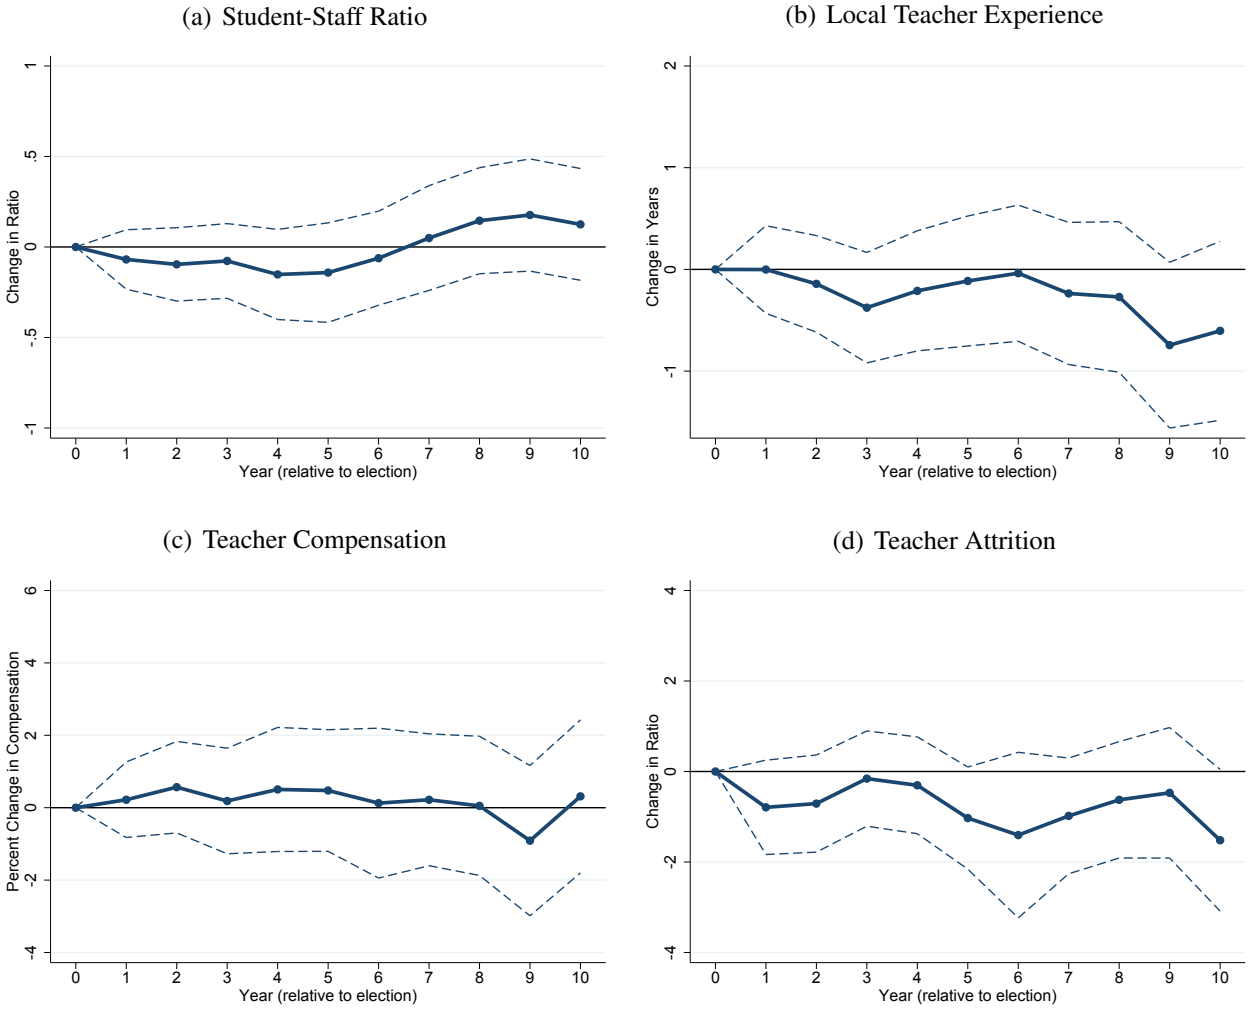 (a) Student-Staff Ratio
1
.5
0
-.5
-1
Change in Ratio
0 1 2 3 4 5 6 7 8 9 10
Year (relative to election)
(b) Local Teacher Experience
2
1
0
-1
Change in Years
0 1 2 3 4 5 6 7 8 9 10
Year (relative to election)
(c) Teacher Compensation
6
4
2
0
-2
-4
Percent Change in Compensation
0 1 2 3 4 5 6 7 8 9 10
Year (relative to election)
(d) Teacher Attrition
4
2
0
-2
-4
Change in Ratio
0 1 2 3 4 5 6 7 8 9 10
Year (relative to election)